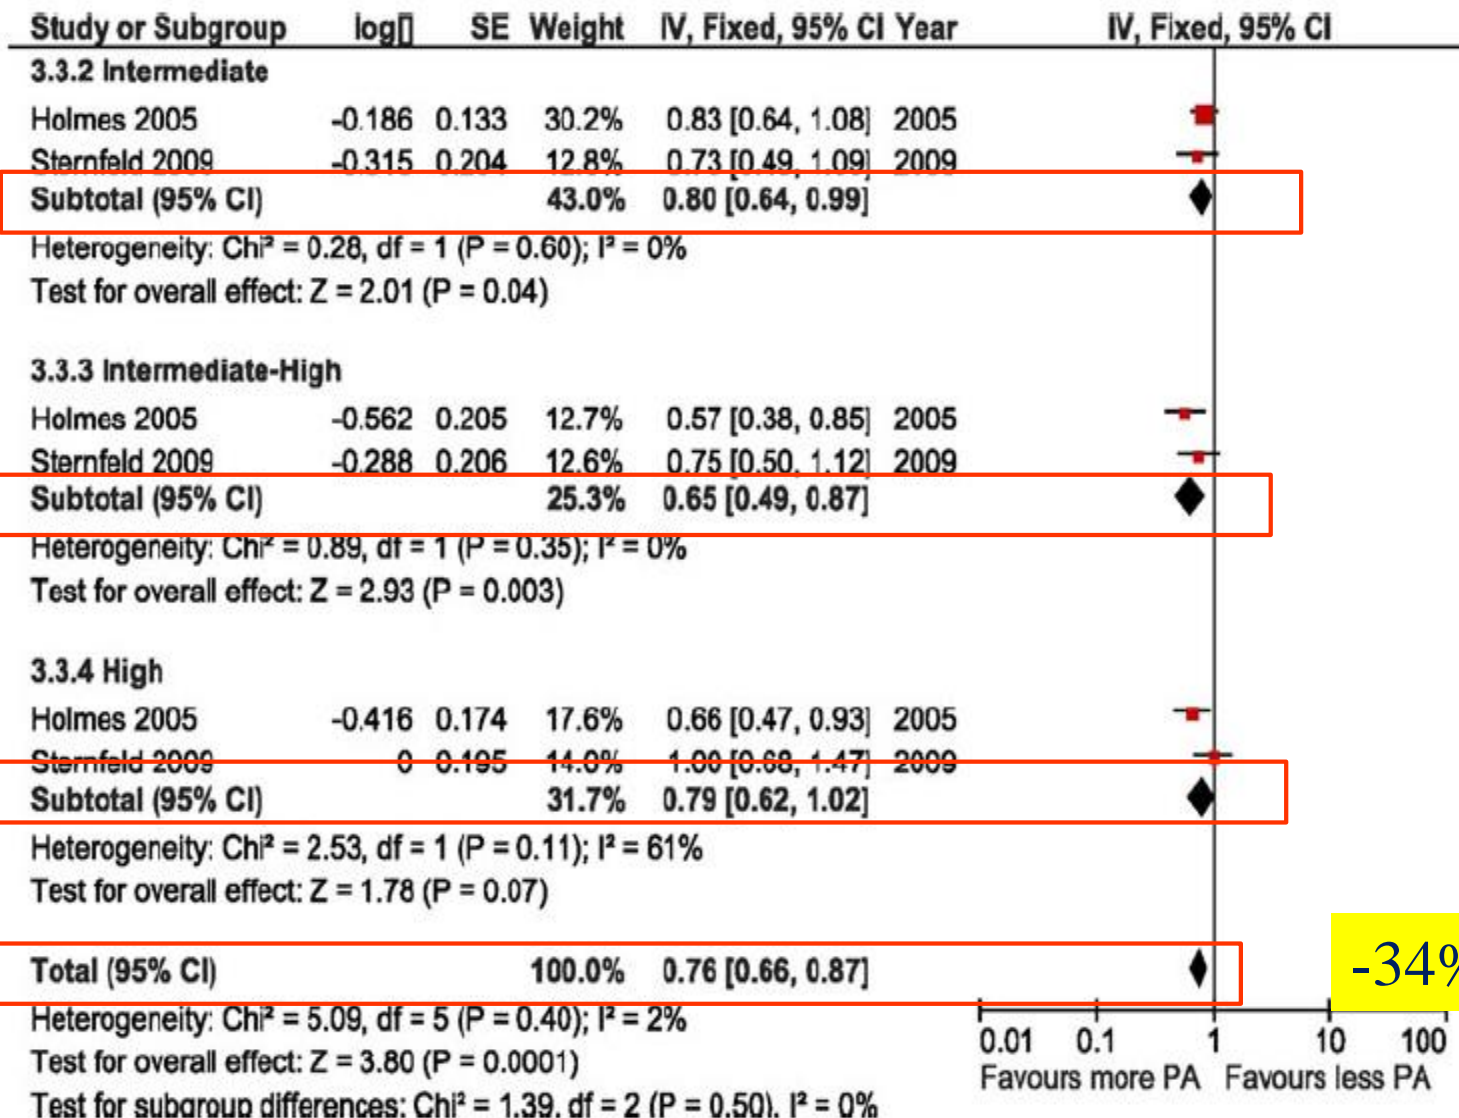 Study or Subgroup log[] SE Weight IV, Fixed, 95% CI Year IV, Fixed, 95% CI
3.3.2 Intermediate
Holmes 2005 -0.186 0.133 30.2% 0.83 [0.64, 1.08] 2005
Sternfeld 2009 -0.315 0.204 12.8% 0.73 [0.49, 1.09] 2009
Subtotal (95% CI) 43.0% 0.80 [0.64, 0.99]
Heterogeneity: Chi² = 0.28, df = 1 (P = 0.60); I² = 0%
Test for overall effect: Z = 2.01 (P = 0.04)
3.3.3 Intermediate-High
Holmes 2005 -0.562 0.205 12.7% 0.57 [0.38, 0.85] 2005
Sternfeld 2009 -0.288 0.206 12.6% 0.75 [0.50, 1.12] 2009
Subtotal (95% CI) 25.3% 0.65 [0.49, 0.87]
Heterogeneity: Chi² = 0.89, df = 1 (P = 0.35); I² = 0%
Test for overall effect: Z = 2.93 (P = 0.003)
3.3.4 High
Holmes 2005 -0.416 0.174 17.6% 0.66 [0.47, 0.93] 2005
Sternfeld 2009 0 0.195 14.0% 1.00 [0.68, 1.47] 2009
Subtotal (95% CI) 31.7% 0.79 [0.62, 1.02]
Heterogeneity: Chi² = 2.53, df = 1 (P = 0.11); I² = 61%
Test for overall effect: Z = 1.78 (P = 0.07)
Total (95% CI) 100.0% 0.76 [0.66, 0.87]
-34%
Heterogeneity: Chi² = 5.09, df = 5 (P = 0.40); I² = 2%
Test for overall effect: Z = 3.80 (P = 0.0001)
Test for subgroup differences: Chi² = 1.39, df = 2 (P = 0.50), I² = 0%
0.01 0.1 1 10 100
Favours more PA Favours less PA